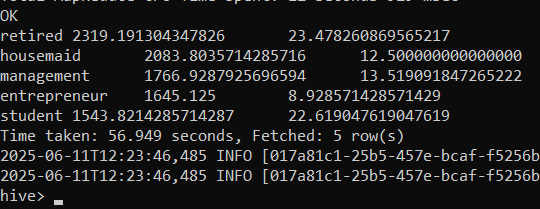 OK
retired 2319.191304347826 23.478260869565217
housemaid 2083.8035714285716 12.500000000000000
management 1766.9287925696594 13.519091847265222
entrepreneur 1645.125 8.928571428571429
student 1543.8214285714287 22.619047619047619
Time taken: 56.949 seconds, Fetched: 5 row(s)
2025-06-11T12:23:46,485 INFO [017a81c1-25b5-457e-bcaf-f5256b
2025-06-11T12:23:46,485 INFO [017a81c1-25b5-457e-bcaf-f5256b
hive>